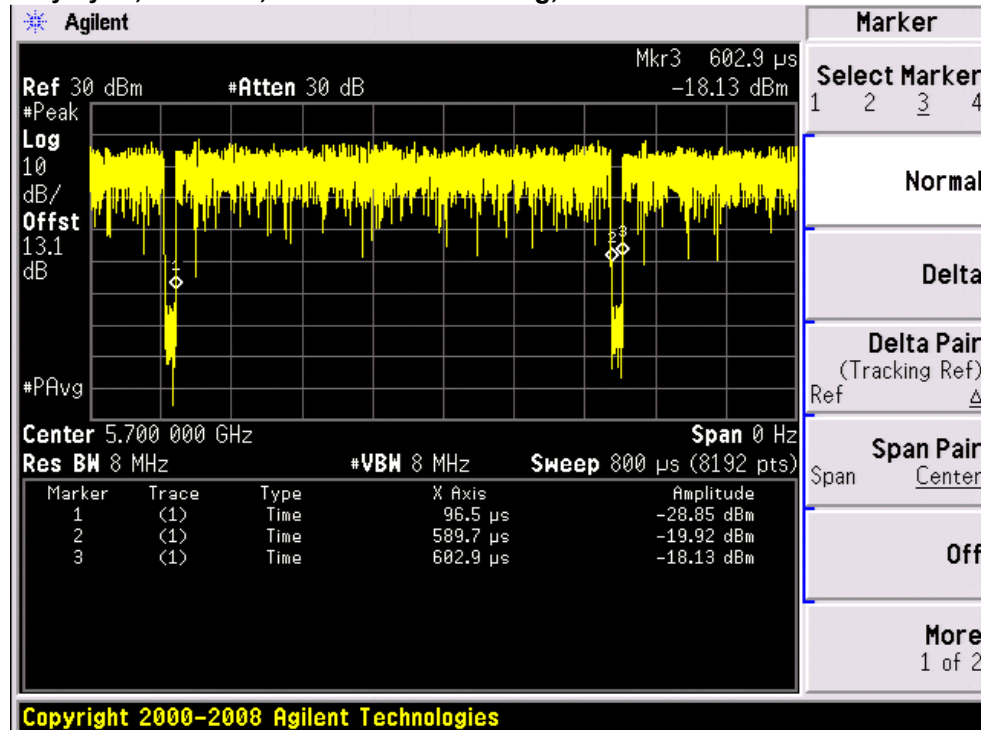 Agilent
Marker
Mkr3 602.9 µs
Ref 30 dBm #Atten 30 dB -18.13 dBm
#Peak
Log
10
dB/
Offst
13.1
dB
1
2
3
#PAvg
Center 5.700 000 GHz Span 0 Hz
Res BW 8 MHz #VBW 8 MHz Sweep 800 µs (8192 pts)
Marker Trace Type X Axis Amplitude
1 (1) Time 96.5 µs -28.85 dBm
2 (1) Time 589.7 µs -19.92 dBm
3 (1) Time 602.9 µs -18.13 dBm
Select Marker
1 2 3 4
Normal
Delta
Delta Pair
(Tracking Ref)
Ref Δ
Span Pair
Span Center
Off
More
1 of 2
Copyright 2000-2008 Agilent Technologies